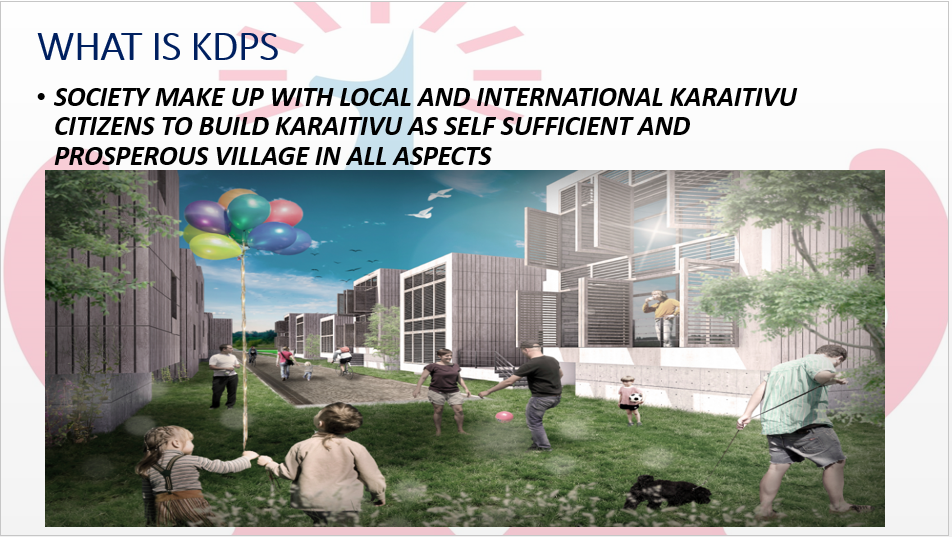 WHAT IS KDPS
• SOCIETY MAKE UP WITH LOCAL AND INTERNATIONAL KARAITIVU
CITIZENS TO BUILD KARAITIVU AS SELF SUFFICIENT AND
PROSPEROUS VILLAGE IN ALL ASPECTS